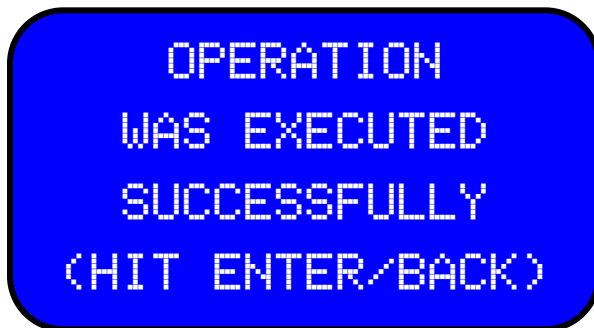 OPERATION
WAS EXECUTED
SUCCESSFULLY
(HIT ENTER/BACK)